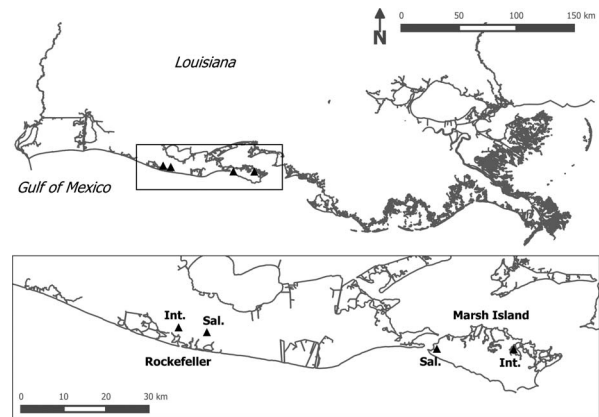 0 50 100 150 km
N
Louisiana
Gulf of Mexico
Int. Sal. Marsh Island
Rockefeller Sal. Int.
0 10 20 30 km